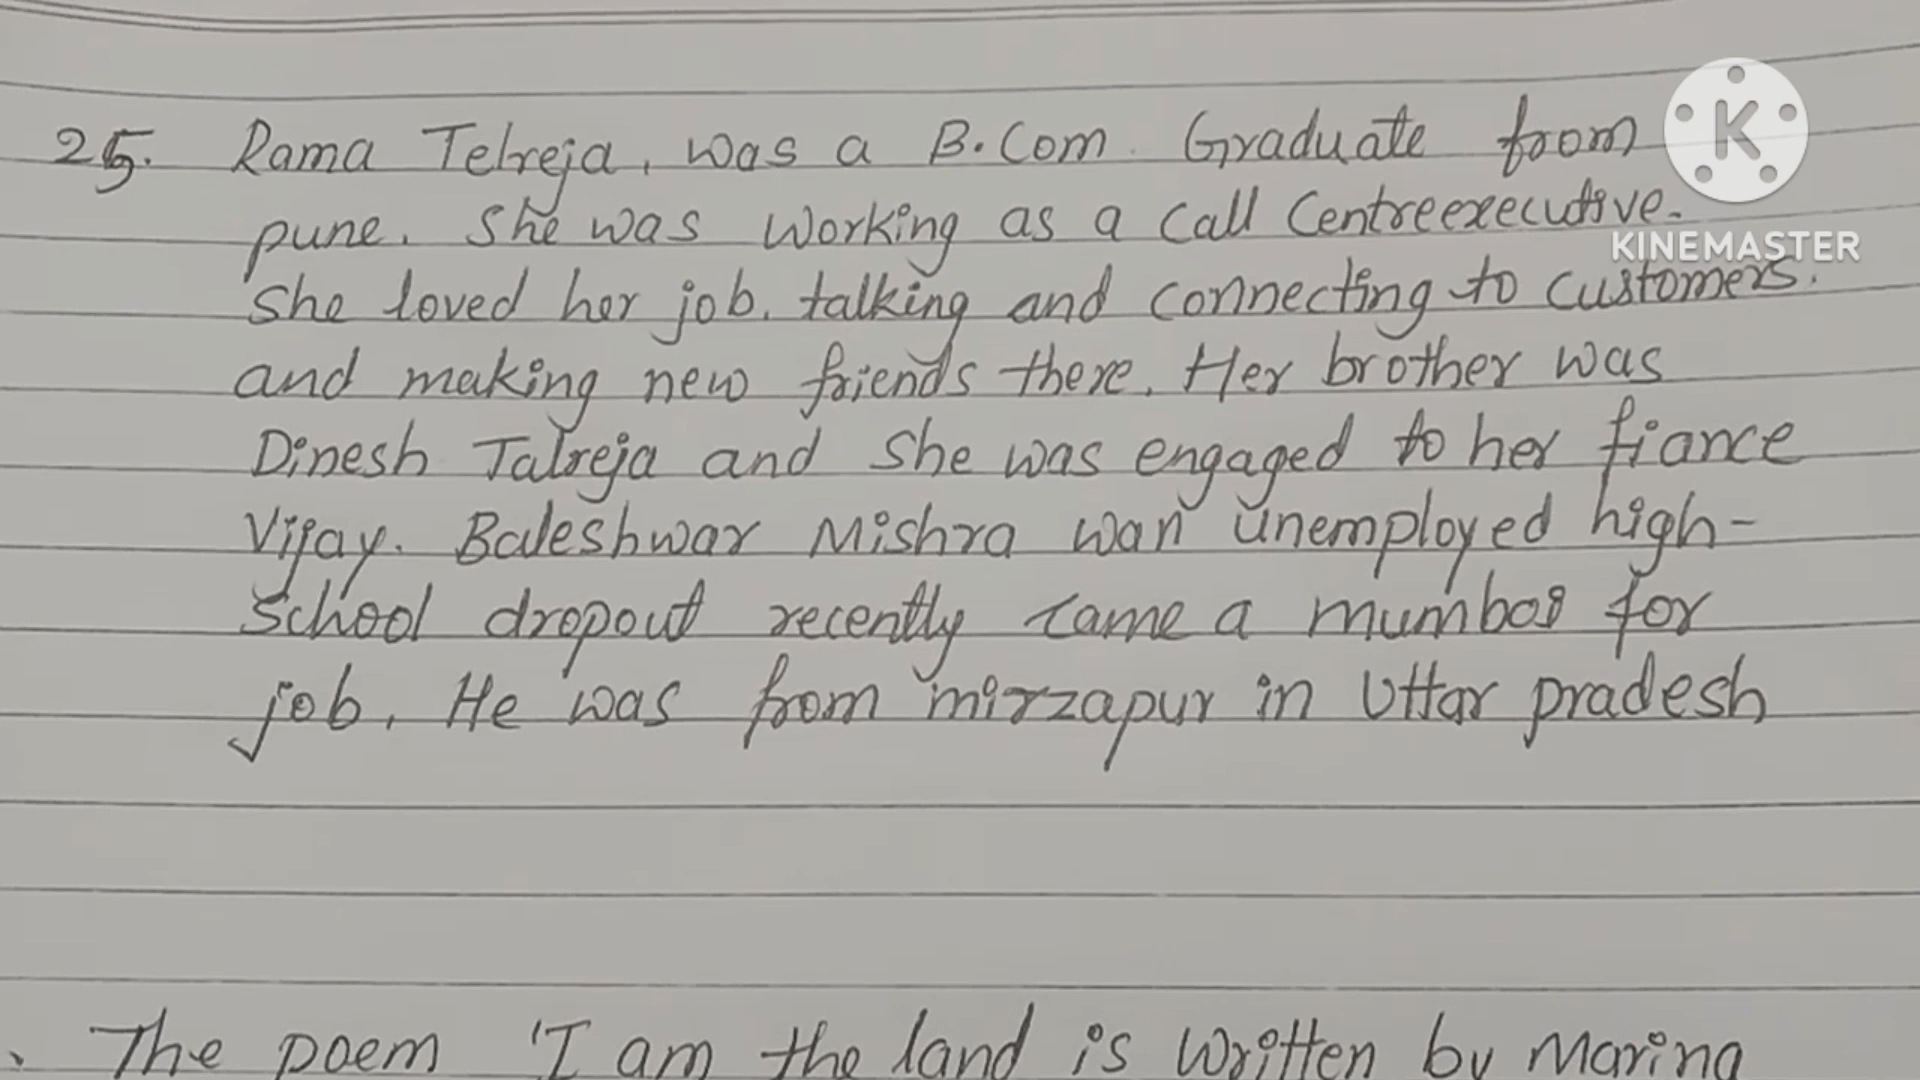 25. Rama Telreja, was a B.Com. Graduate from
pune. She was working as a call Centreexecutive.
She loved her job, talking and connecting to customers.
and making new friends there. Her brother was
Dinesh Talreja and she was engaged to her fiance
Vijay. Baleshwar Mishra wan unemployed high-
School dropout recently came a mumbai for
job. He was from mirzapur in Uttar pradesh
The poem 'I am the land is written by Marina
K
KINEMASTER